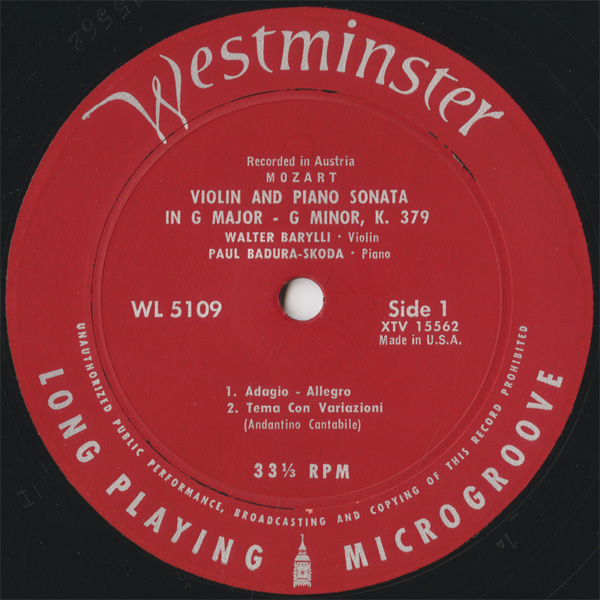 Westminster
Recorded in Austria
MOZART
VIOLIN AND PIANO SONATA
IN G MAJOR - G MINOR, K. 379
WALTER BARYLLI · Violin
PAUL BADURA-SKODA · Piano
WL 5109
Side 1
XTV 15562
Made in U.S.A.
1. Adagio - Allegro
2. Tema Con Variazioni
(Andantino Cantabile)
33⅓ RPM
UNAUTHORIZED PUBLIC PERFORMANCE, BROADCASTING AND COPYING OF THIS RECORD PROHIBITED
LONG PLAYING MICROGROOVE